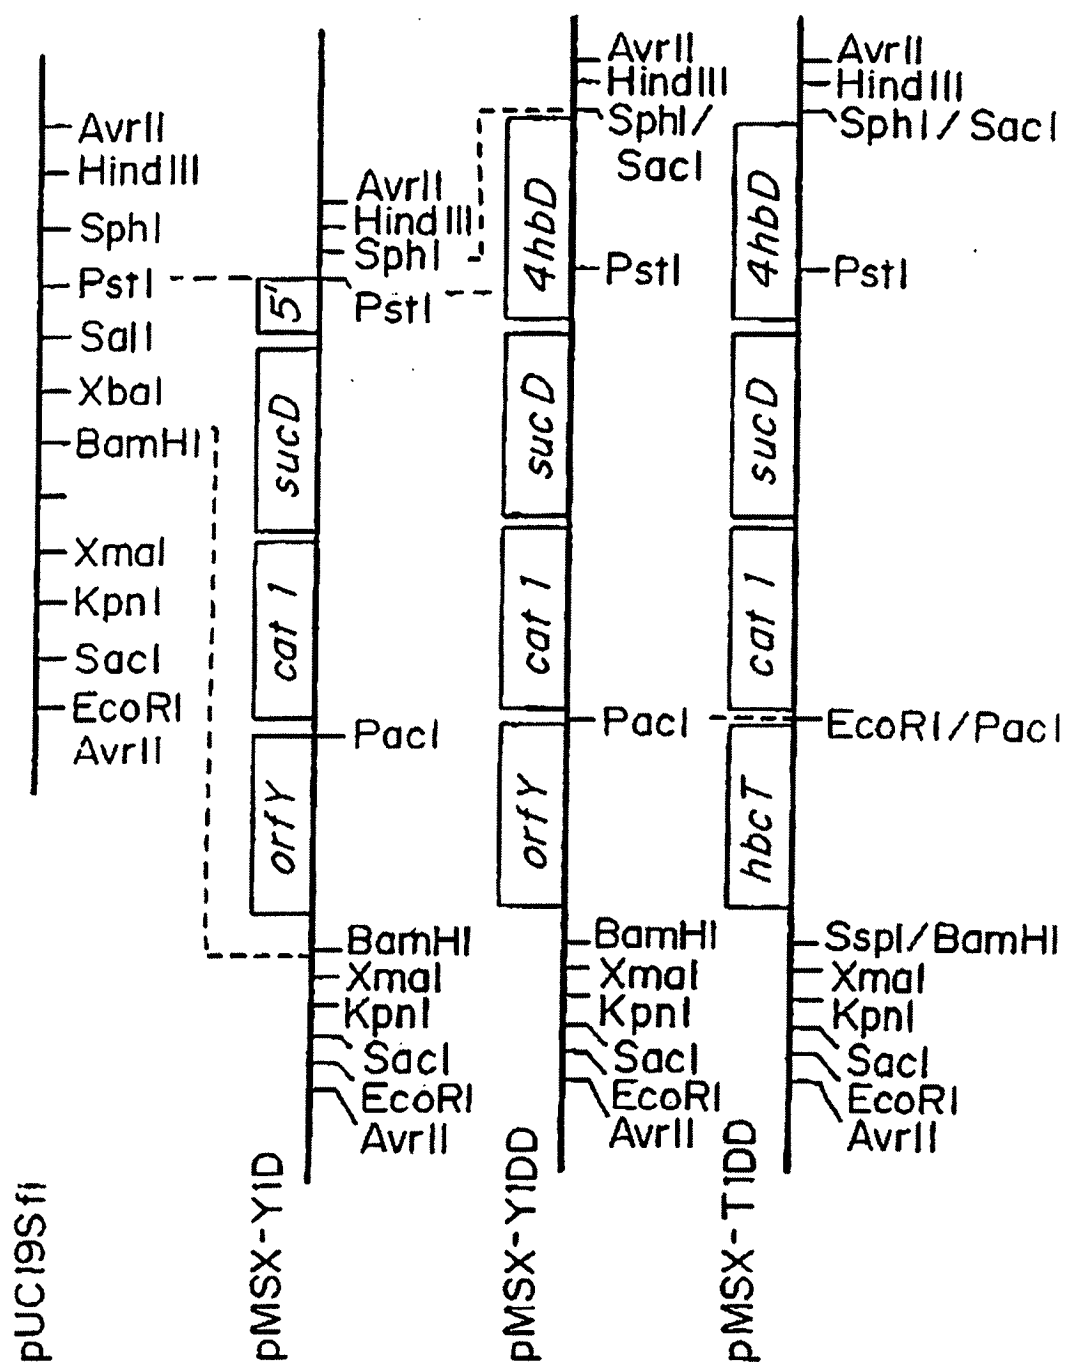 AvrII
HindIII
SphI
PstI
SalI
XbaI
BamHI
XmaI
KpnI
SacI
EcoRI
AvrII
pUC19Sfi
AvrII
HindIII
SphI
PstI
5'
sucD
cat 1
PacI
orfY
BamHI
XmaI
KpnI
SacI
EcoRI
AvrII
pMSX-Y1D
AvrII
HindIII
SphI/
SacI
4hbD
PstI
sucD
cat 1
PacI
orfY
BamHI
XmaI
KpnI
SacI
EcoRI
AvrII
pMSX-Y1DD
AvrII
HindIII
SphI/SacI
4hbD
PstI
sucD
cat 1
EcoRI/PacI
hbcT
SspI/BamHI
XmaI
KpnI
SacI
EcoRI
AvrII
pMSX-T1DD